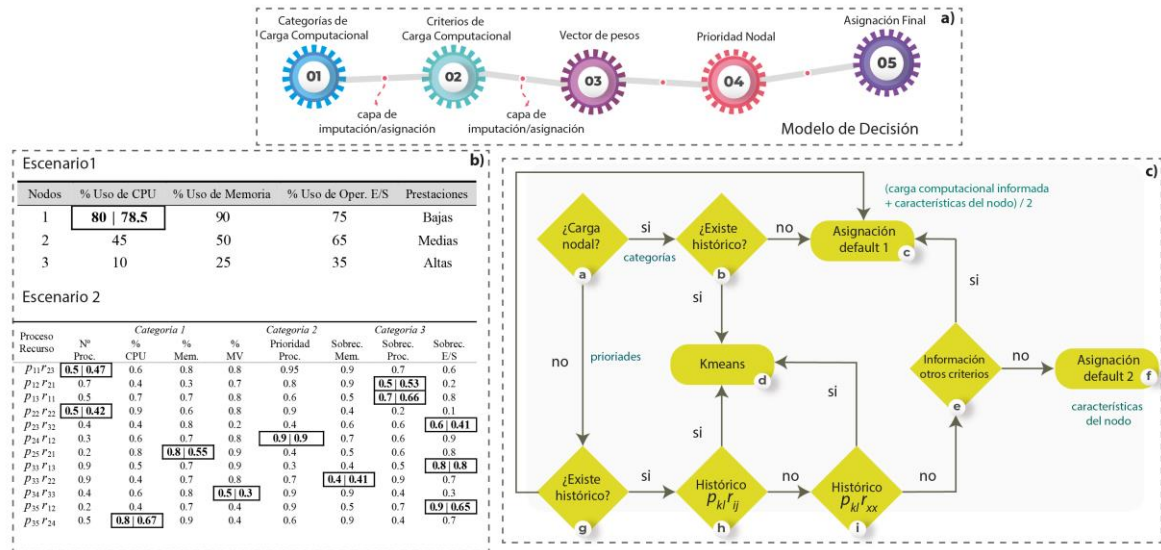 a)
Categorías de
Carga Computacional
Criterios de
Carga Computacional
Vector de pesos
Prioridad Nodal
Asignación Final
01
02
03
04
05
capa de
imputación/asignación
capa de
imputación/asignación
Modelo de Decisión
b)
Escenario1
Nodos % Uso de CPU % Uso de Memoria % Uso de Oper. E/S Prestaciones
1 80 | 78.5 90 75 Bajas
2 45 50 65 Medias
3 10 25 35 Altas
Escenario 2
Categoría 1 Categoría 2 Categoría 3
Proceso Nº % % % Prioridad Sobrec. Sobrec. Sobrec.
Recurso Proc. CPU Mem. MV Proc. Mem. Proc. E/S
p11r23 0.5 | 0.47 0.6 0.8 0.8 0.95 0.9 0.7 0.6
p12r21 0.7 0.4 0.3 0.7 0.8 0.9 0.5 | 0.53 0.2
p13r11 0.5 0.7 0.7 0.8 0.6 0.5 0.7 | 0.66 0.8
p22r22 0.5 | 0.42 0.9 0.6 0.8 0.9 0.4 0.2 0.1
p23r32 0.4 0.4 0.8 0.2 0.4 0.6 0.6 0.6 | 0.41
p24r12 0.3 0.6 0.7 0.8 0.9 | 0.9 0.7 0.6 0.9
p25r21 0.2 0.8 0.8 | 0.55 0.9 0.4 0.5 0.6 0.8
p33r13 0.9 0.5 0.7 0.9 0.3 0.4 0.5 0.8 | 0.8
p33r22 0.9 0.4 0.7 0.8 0.7 0.4 | 0.41 0.9 0.7
p34r33 0.4 0.6 0.8 0.5 | 0.3 0.9 0.9 0.4 0.3
p35r12 0.2 0.4 0.7 0.4 0.9 0.5 0.7 0.9 | 0.65
p35r24 0.5 0.8 | 0.67 0.9 0.4 0.6 0.9 0.4 0.7
c)
(carga computacional informada
+ características del nodo) / 2
¿Carga
nodal?
a
si
categorías
¿Existe
histórico?
b
no
Asignación
default 1
c
si
si
no
prioriades
Kmeans
d
si
Información
otros criterios
e
no
Asignación
default 2
f
características
del nodo
si
¿Existe
histórico?
g
si
Histórico
pklrij
h
no
Histórico
pklrxx
i
no